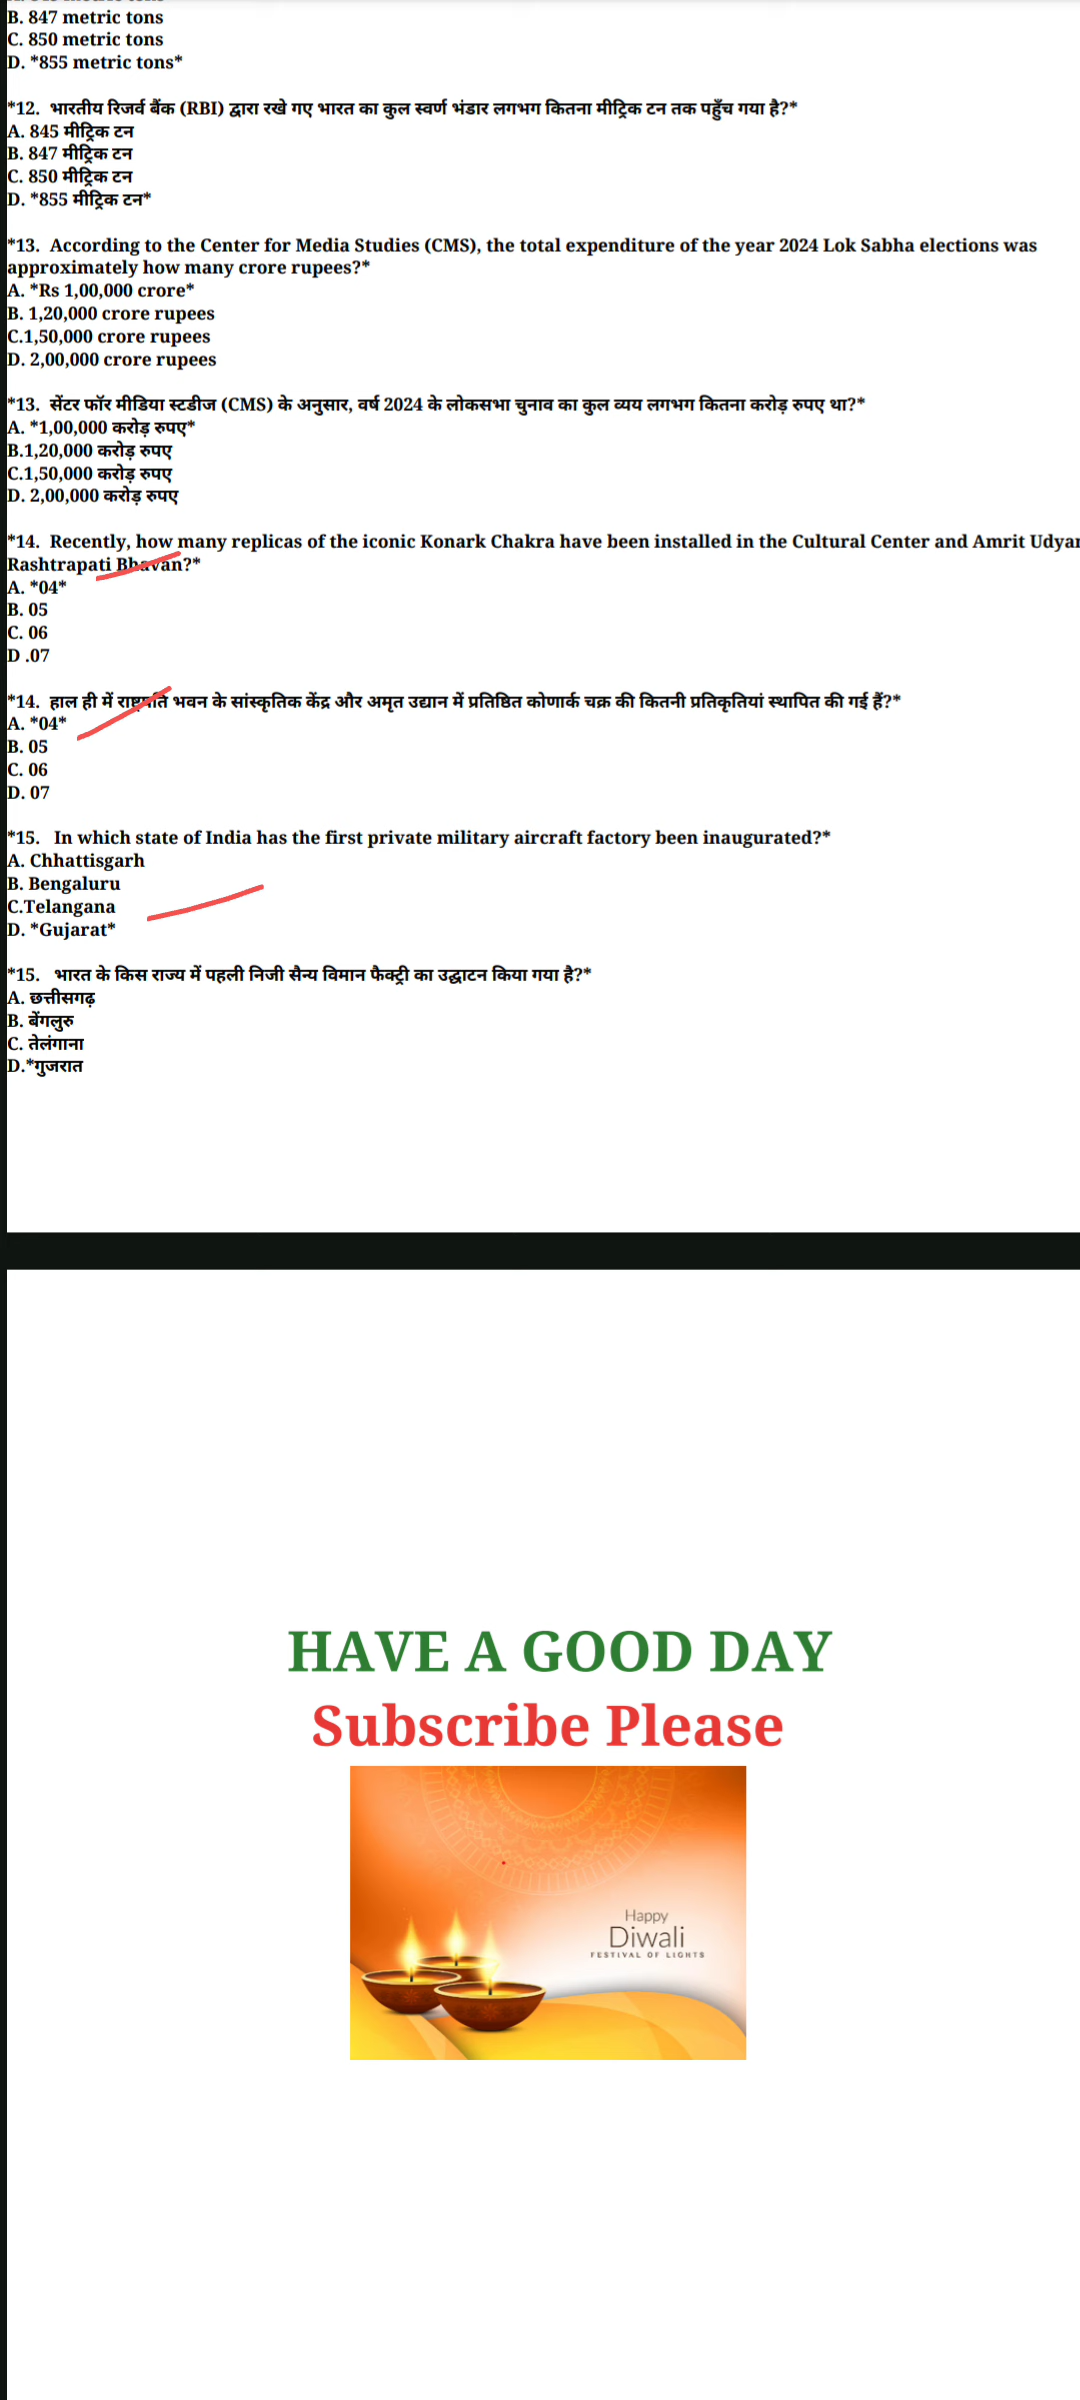 B. 847 metric tons
C. 850 metric tons
D. *855 metric tons*
*12. भारतीय रिजर्व बैंक (RBI) द्वारा रखे गए भारत का कुल स्वर्ण भंडार लगभग कितना मीट्रिक टन तक पहुँच गया है?*
A. 845 मीट्रिक टन
B. 847 मीट्रिक टन
C. 850 मीट्रिक टन
D. *855 मीट्रिक टन*
*13. According to the Center for Media Studies (CMS), the total expenditure of the year 2024 Lok Sabha elections was
approximately how many crore rupees?*
A. *Rs 1,00,000 crore*
B. 1,20,000 crore rupees
C.1,50,000 crore rupees
D. 2,00,000 crore rupees
*13. सेंटर फॉर मीडिया स्टडीज (CMS) के अनुसार, वर्ष 2024 के लोकसभा चुनाव का कुल व्यय लगभग कितना करोड़ रुपए था?*
A. *1,00,000 करोड़ रुपए*
B.1,20,000 करोड़ रुपए
C.1,50,000 करोड़ रुपए
D. 2,00,000 करोड़ रुपए
*14. Recently, how many replicas of the iconic Konark Chakra have been installed in the Cultural Center and Amrit
Rashtrapati Bhavan?*
A. *04*
B. 05
C. 06
D .07
*14. हाल ही में राष्ट्रपति भवन के सांस्कृतिक केंद्र और अमृत उद्यान में प्रतिष्ठित कोणार्क चक्र की कितनी प्रतिकृतियां स्थापित की गई हैं?*
A. *04*
B. 05
C. 06
D. 07
*15. In which state of India has the first private military aircraft factory been inaugurated?*
A. Chhattisgarh
B. Bengaluru
C.Telangana
D. *Gujarat*
*15. भारत के किस राज्य में पहली निजी सैन्य विमान फैक्ट्री का उद्घाटन किया गया है?*
A. छत्तीसगढ़
B. बेंगलुरु
C. तेलंगाना
D.*गुजरात
HAVE A GOOD DAY
Subscribe Please
Happy
Diwali
FESTIVAL OF LIGHTS